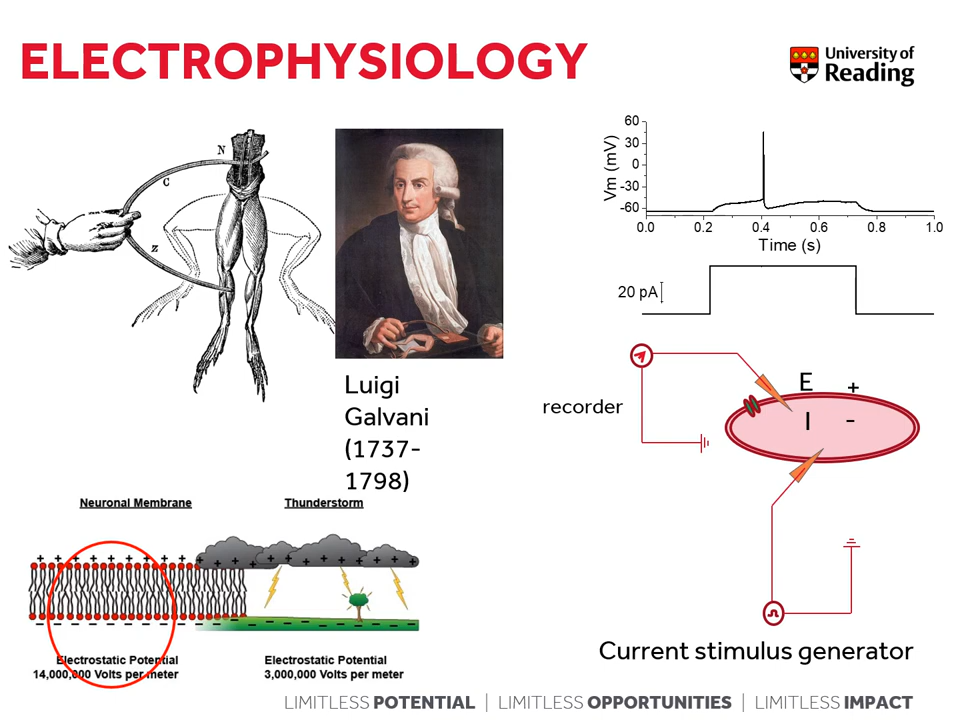 ELECTROPHYSIOLOGY
University of
Reading
N
C
Z
Luigi
Galvani
(1737-
1798)
60
30
0
-30
-60
Vm (mV)
0.0 0.2 0.4 0.6 0.8 1.0
Time (s)
20 pA
recorder
E +
I -
Current stimulus generator
Neuronal Membrane
Thunderstorm
+ + + + + + + + + + + +
Electrostatic Potential
14,000,000 Volts per meter
Electrostatic Potential
3,000,000 Volts per meter
LIMITLESS POTENTIAL | LIMITLESS OPPORTUNITIES | LIMITLESS IMPACT